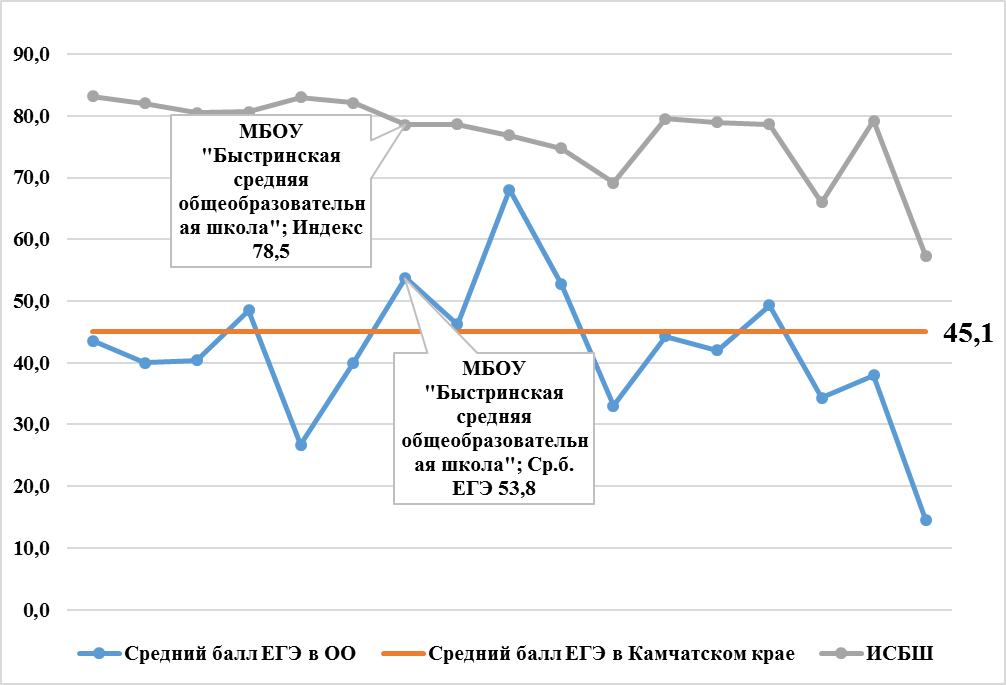 90,0
80,0
70,0
60,0
50,0
40,0
30,0
20,0
10,0
0,0
МБОУ
"Быстринская
средняя
общеобразовательн
ая школа"; Индекс
78,5
МБОУ
"Быстринская
средняя
общеобразовательн
ая школа"; Ср.б.
ЕГЭ 53,8
45,1
Средний балл ЕГЭ в ОО
Средний балл ЕГЭ в Камчатском крае
ИСБШ